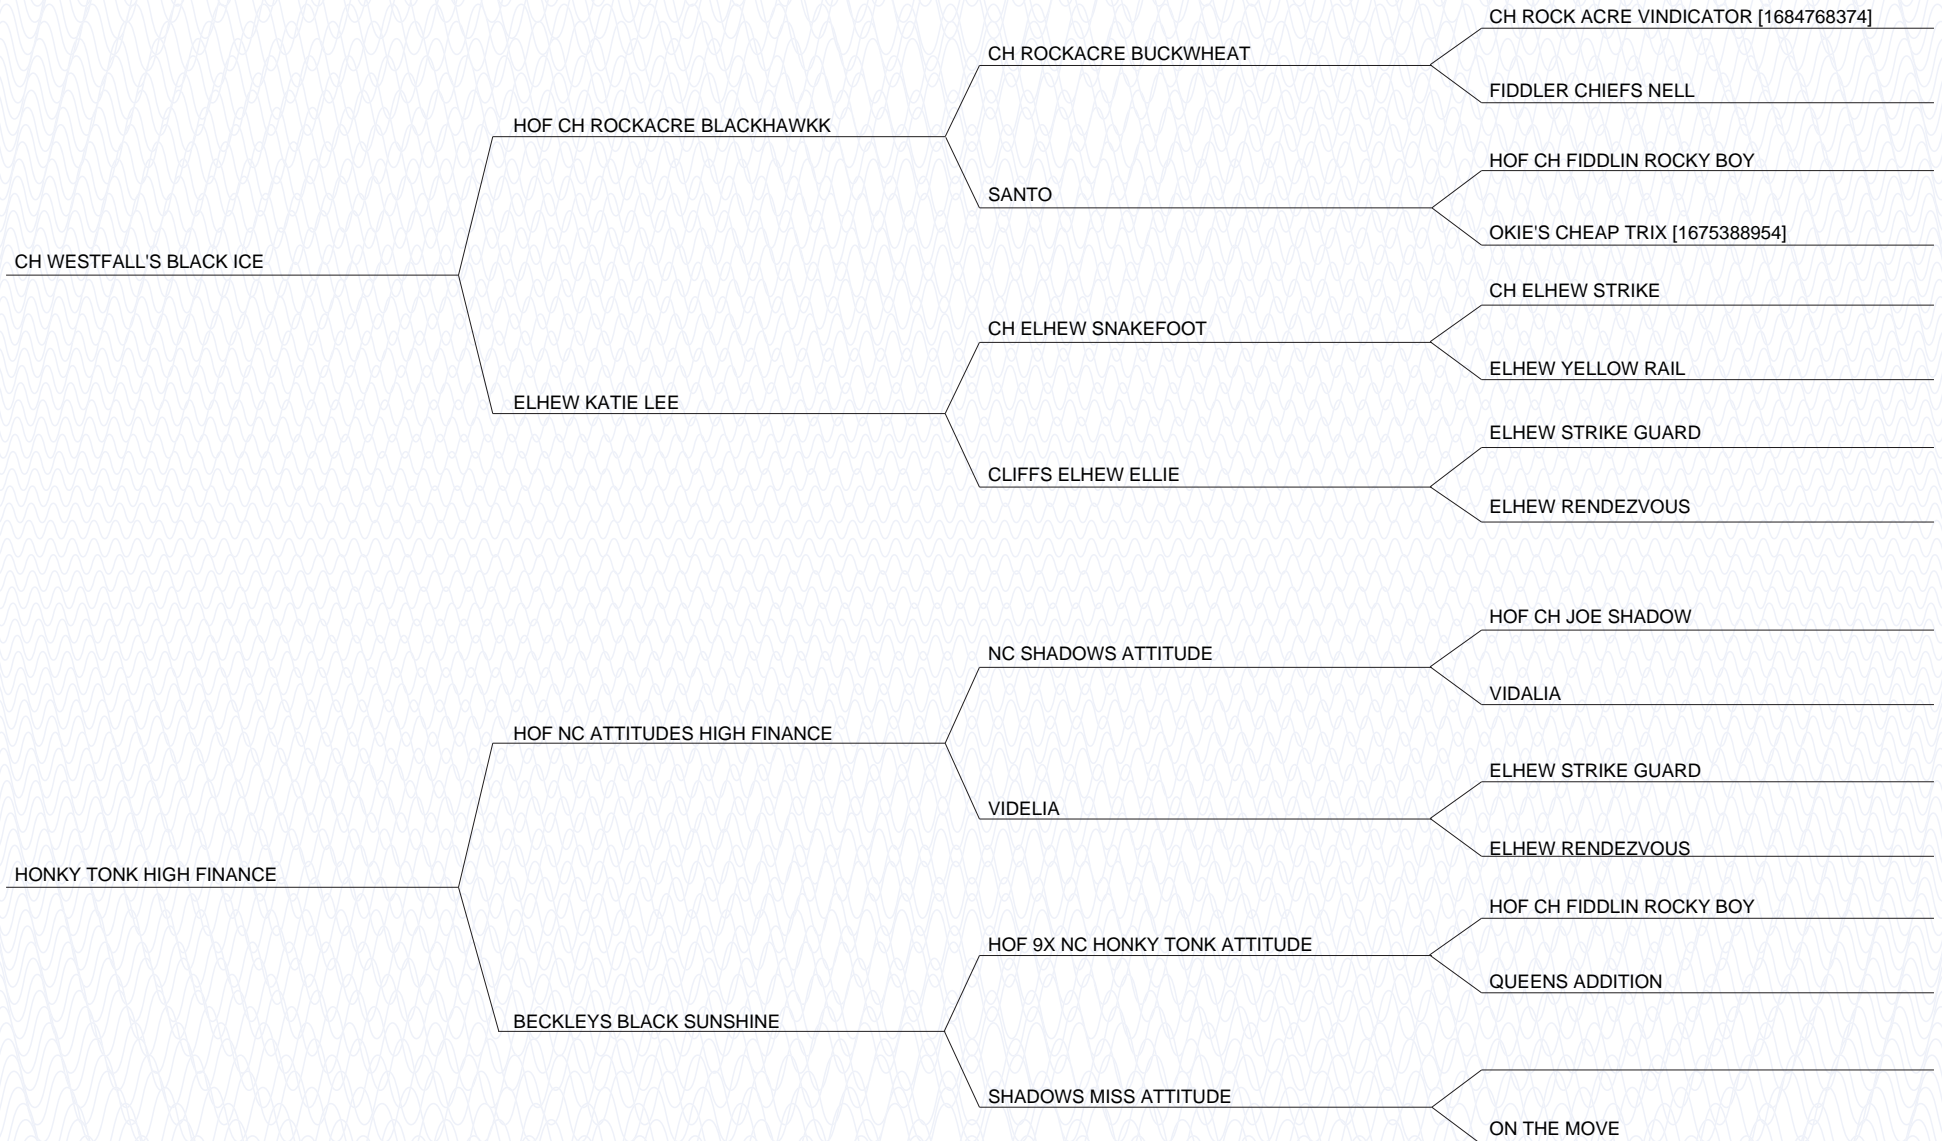 CH ROCK ACRE VINDICATOR [1684768374]
CH ROCKACRE BUCKWHEAT
FIDDLER CHIEFS NELL
HOF CH ROCKACRE BLACKHAWKK
HOF CH FIDDLIN ROCKY BOY
SANTO
OKIE'S CHEAP TRIX [1675388954]
CH WESTFALL'S BLACK ICE
CH ELHEW STRIKE
CH ELHEW SNAKEFOOT
ELHEW YELLOW RAIL
ELHEW KATIE LEE
ELHEW STRIKE GUARD
CLIFFS ELHEW ELLIE
ELHEW RENDEZVOUS
HOF CH JOE SHADOW
NC SHADOWS ATTITUDE
VIDALIA
HOF NC ATTITUDES HIGH FINANCE
ELHEW STRIKE GUARD
VIDELIA
ELHEW RENDEZVOUS
HONKY TONK HIGH FINANCE
HOF CH FIDDLIN ROCKY BOY
HOF 9X NC HONKY TONK ATTITUDE
QUEENS ADDITION
BECKLEYS BLACK SUNSHINE
SHADOWS MISS ATTITUDE
ON THE MOVE